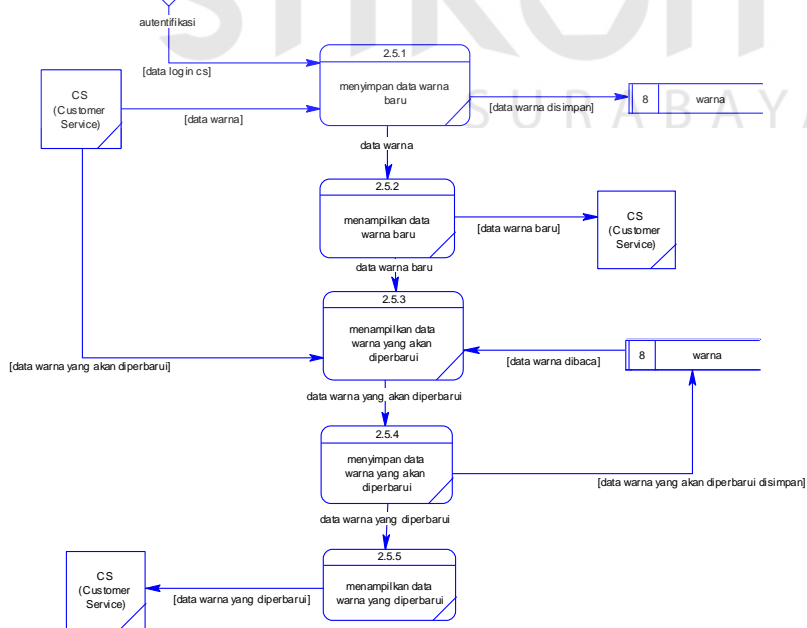 autentifikasi
[data login cs]
2.5.1
menyimpan data warna
baru
CS
(Customer
Service)
[data warna]
[data warna disimpan]
8 warna
SURABAYA
data warna
2.5.2
menampilkan data
warna baru
[data warna baru]
CS
(Customer
Service)
data warna baru
2.5.3
menampilkan data
warna yang akan
diperbarui
[data warna yang akan diperbarui]
[data warna dibaca]
8 warna
data warna yang akan diperbarui
2.5.4
menyimpan data
warna yang akan
diperbarui
[data warna yang akan diperbarui disimpan]
data warna yang diperbarui
2.5.5
menampilkan data
warna yang diperbarui
[data warna yang diperbarui]
CS
(Customer
Service)